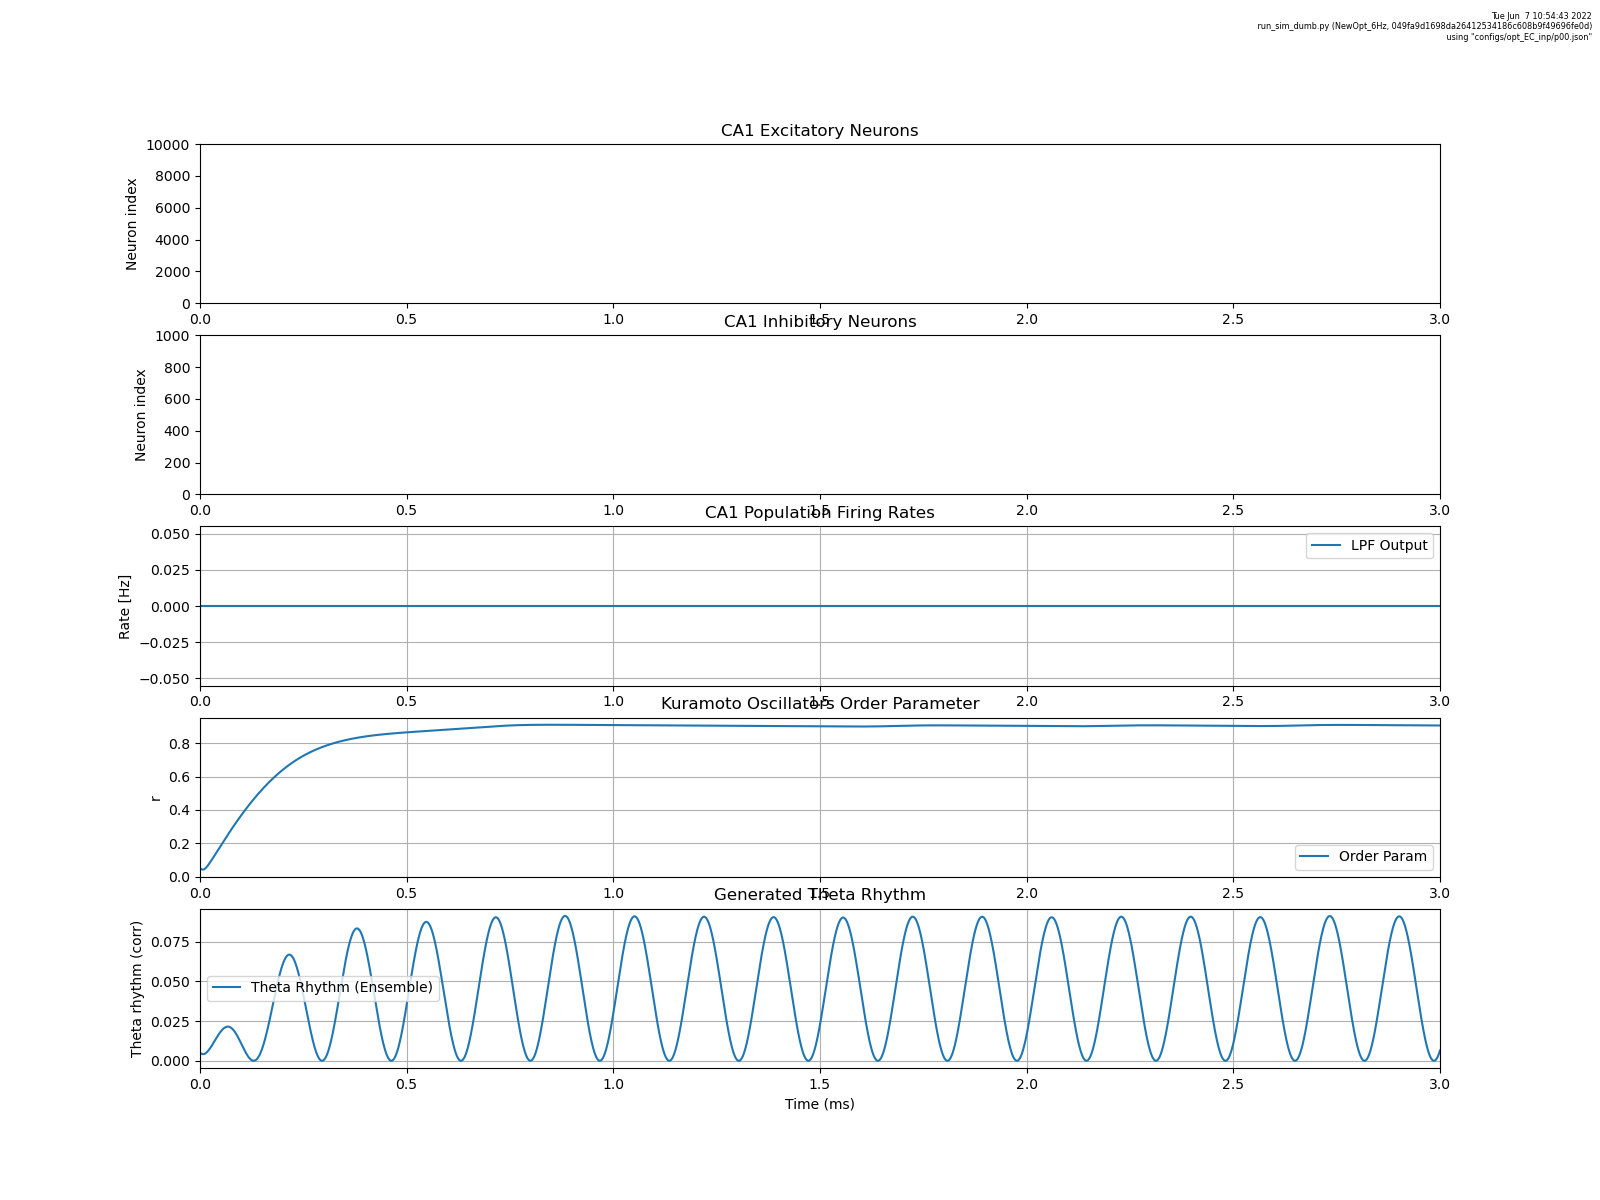 Tue Jun  7 10:54:43 2022
run_sim_dumb.py (NewOpt_6Hz, 049fa9d1698da26412534186c608b9f49696fe0d)
using "configs/opt_EC_inp/p00.json"
CA1 Excitatory Neurons
Neuron index
10000
8000
6000
4000
2000
0
0.0 0.5 1.0 1.5 2.0 2.5 3.0
CA1 Inhibitory Neurons
Neuron index
1000
800
600
400
200
0
0.0 0.5 1.0 1.5 2.0 2.5 3.0
CA1 Population Firing Rates
Rate [Hz]
0.050
0.025
0.000
−0.025
−0.050
LPF Output
0.0 0.5 1.0 1.5 2.0 2.5 3.0
Kuramoto Oscillators Order Parameter
r
0.8
0.6
0.4
0.2
0.0
Order Param
0.0 0.5 1.0 1.5 2.0 2.5 3.0
Generated Theta Rhythm
Theta rhythm (corr)
0.075
0.050
0.025
0.000
Theta Rhythm (Ensemble)
0.0 0.5 1.0 1.5 2.0 2.5 3.0
Time (ms)